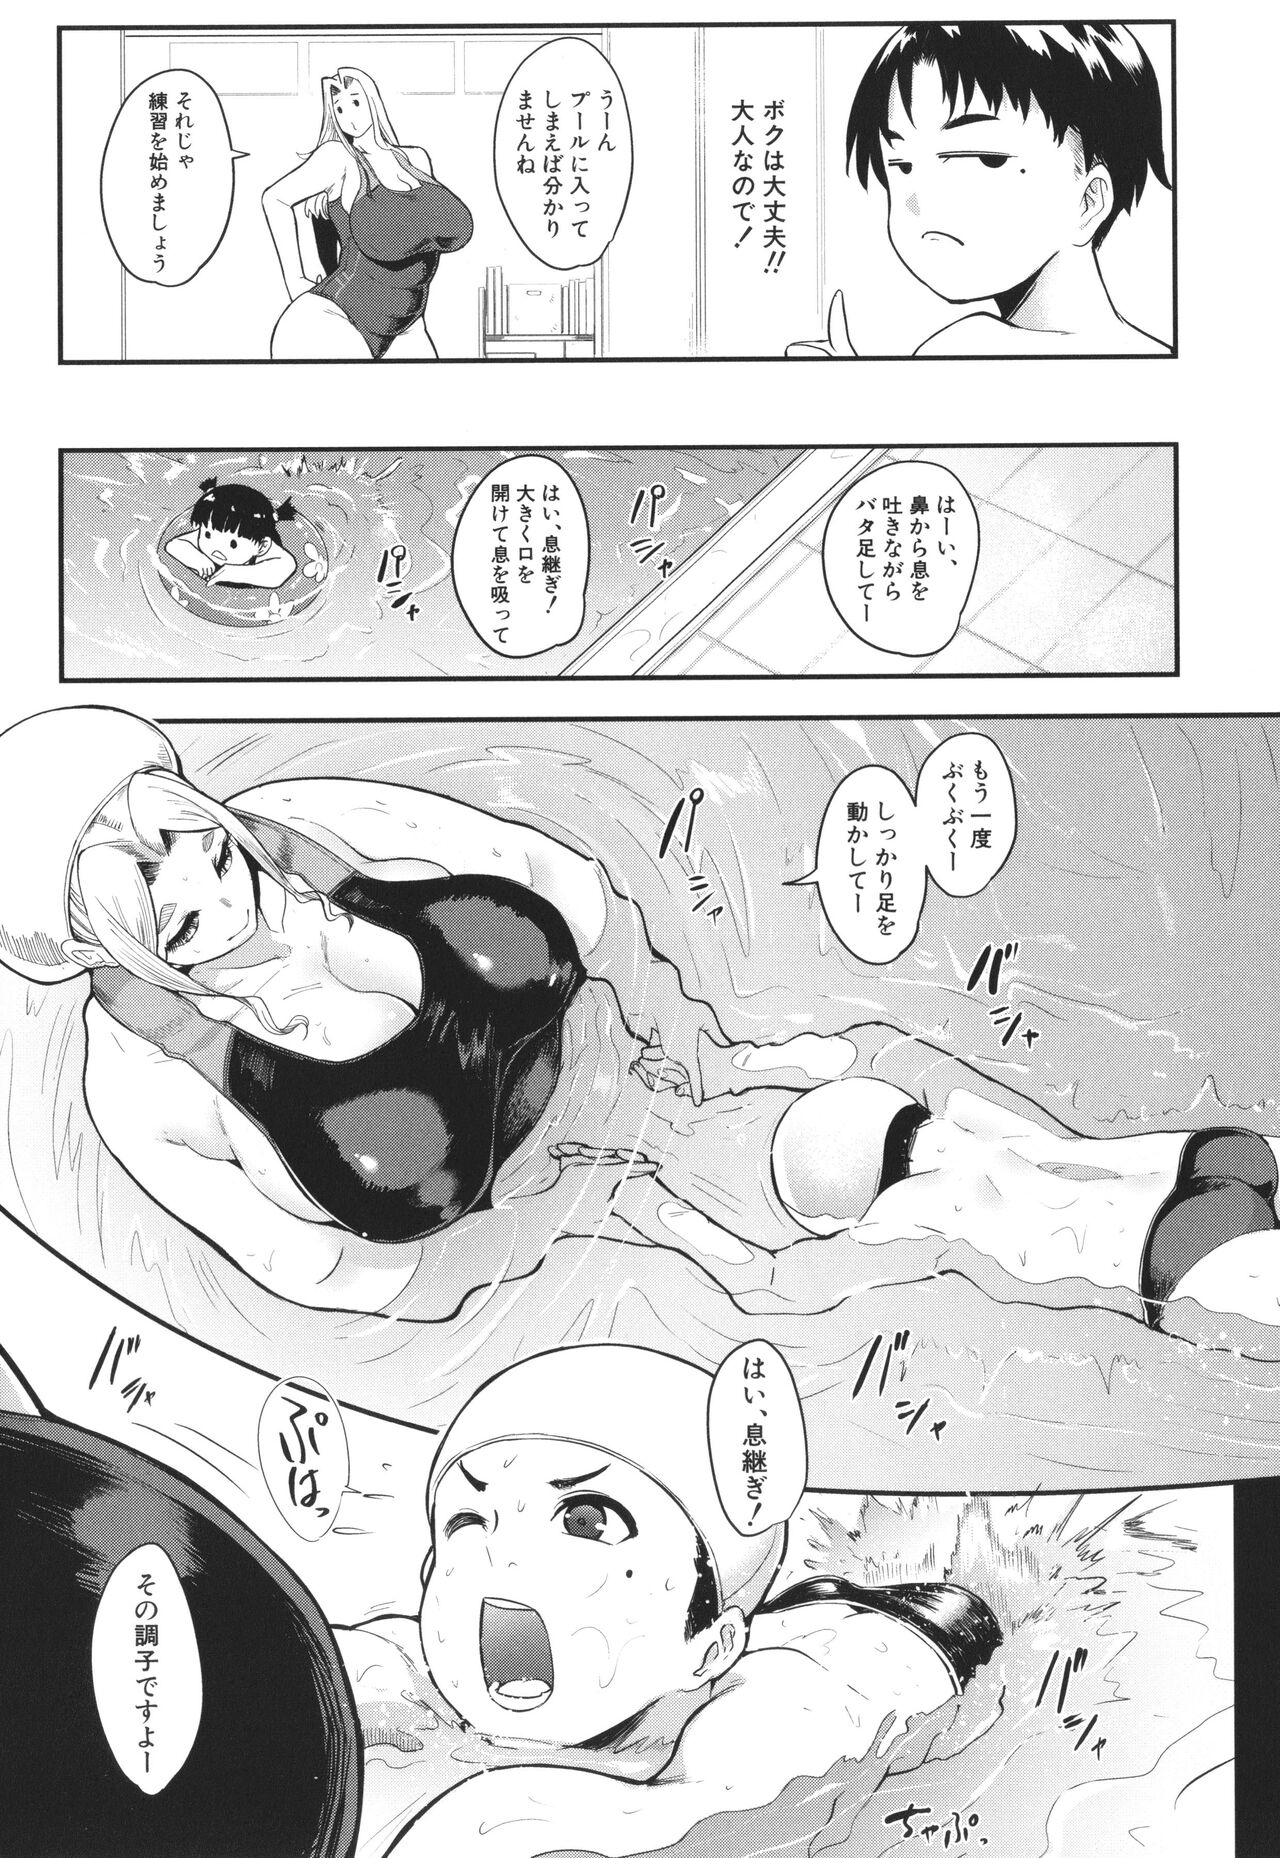 ボクは大丈夫!!
大人なので!
うーん
プールに入って
しまえば分かり
ませんね
それじゃ
練習を始めましょう
はーい、
鼻から息を
吐きながら
バタ足してー
パシャ
はい、息継ぎ!
大きく口を
開けて息を吸って
パシャ
もう一度
ぶくぶくー
しっかり足を
動かしてー
パシャ
バシャ
バシャ
はい、息継ぎ!
ぷはっ
バシャ
バシャ
その調子ですよー
ちゃぷっ